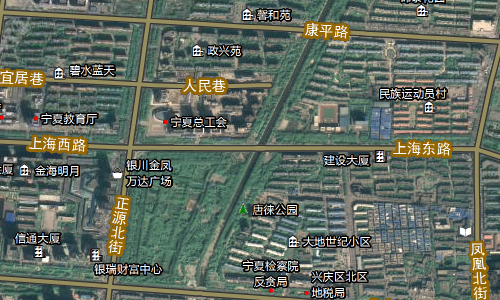 馨和苑
康平路
政兴苑
碧水蓝天
宜居巷
人民巷
民族运动员村
宁夏教育厅
宁夏总工会
上海西路
上海东路
建设大厦
银川金凤
万达广场
金海明月
正源北街
唐徕公园
信通大厦
大地世纪小区
凤凰北街
银瑞财富中心
宁夏检察院
反贪局
兴庆区北区
地税局